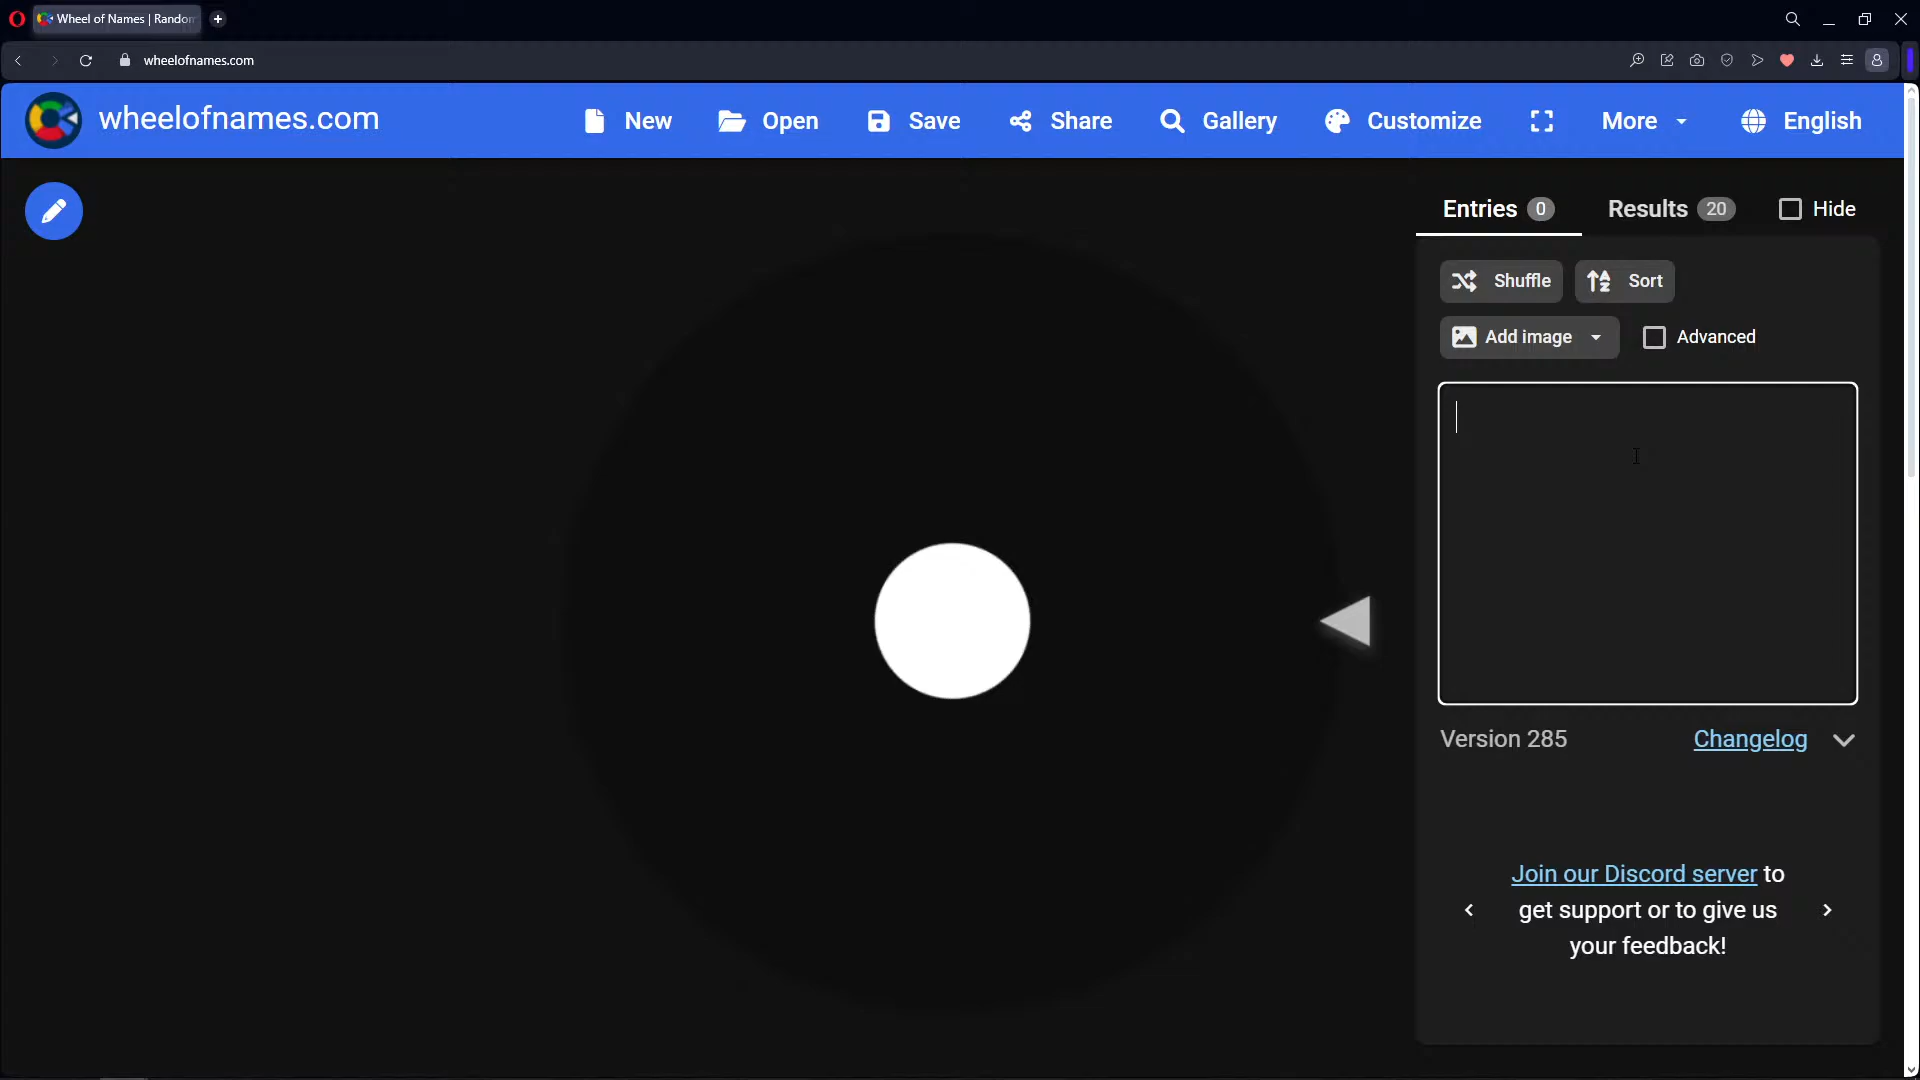 Wheel of Names | Random
wheelofnames.com
wheelofnames.com
New
Open
Save
Share
Gallery
Customize
More
English
Entries 0
Results 20
Hide
Shuffle
Sort
Add image
Advanced
Version 285
Changelog
Join our Discord server to
get support or to give us
your feedback!